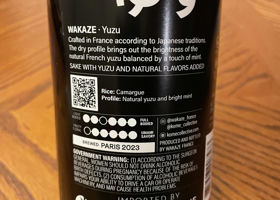 WAKAZE · Yuzu
Crafted in France according to Japanese traditions.
The dry profile brings out the brightness of the
natural French yuzu balanced by a touch of mint.
SAKE WITH YUZU AND NATURAL FLAVORS ADDED.
Rice: Camargue
Profile: Natural yuzu and bright mint
LIGHT
FULL BODIED
DRY
UMAMI SAVORY
BREWED PARIS 2023
@wakaze_france
@kome_collective
komecollective.com
BREWED & BOTTLED BY
WAKAZE, FRANCE
GOVERNMENT WARNING: (1) ACCORDING TO THE SURGEON
GENERAL, WOMEN SHOULD NOT DRINK ALCOHOLIC
BEVERAGES DURING PREGNANCY BECAUSE OF THE RISK OF
BIRTH DEFECTS. (2) CONSUMPTION OF ALCOHOLIC BEVERAGES
IMPAIRS YOUR ABILITY TO DRIVE A CAR OR OPERATE
MACHINERY, AND MAY CAUSE HEALTH PROBLEMS.
IMPORTED BY